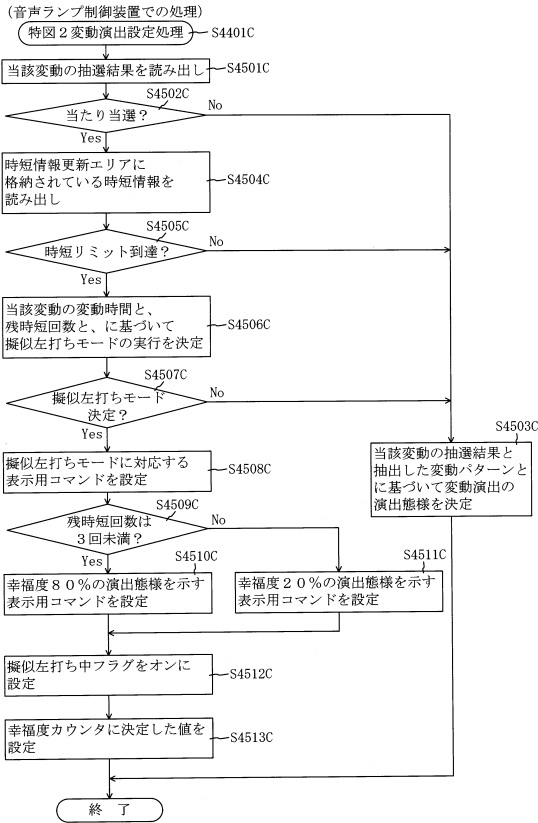 (音声ランプ制御装置での処理)
特図2変動演出設定処理
S4401C
当該変動の抽選結果を読み出し
S4501C
S4502C
当たり当選?
No
Yes
時短情報更新エリアに
格納されている時短情報を
読み出し
S4504C
S4505C
時短リミット到達?
No
Yes
当該変動の変動時間と、
残時短回数と、に基づいて
擬似左打ちモードの実行を決定
S4506C
S4507C
擬似左打ちモード
決定?
No
Yes
S4503C
当該変動の抽選結果と
抽出した変動パターンと
に基づいて変動演出の
演出態様を決定
擬似左打ちモードに対応する
表示用コマンドを設定
S4508C
S4509C
残時短回数は
3回未満?
No
Yes
S4510C
幸福度80%の演出態様を示す
表示用コマンドを設定
S4511C
幸福度20%の演出態様を示す
表示用コマンドを設定
擬似左打ち中フラグをオンに
設定
S4512C
幸福度カウンタに決定した値を
設定
S4513C
終 了